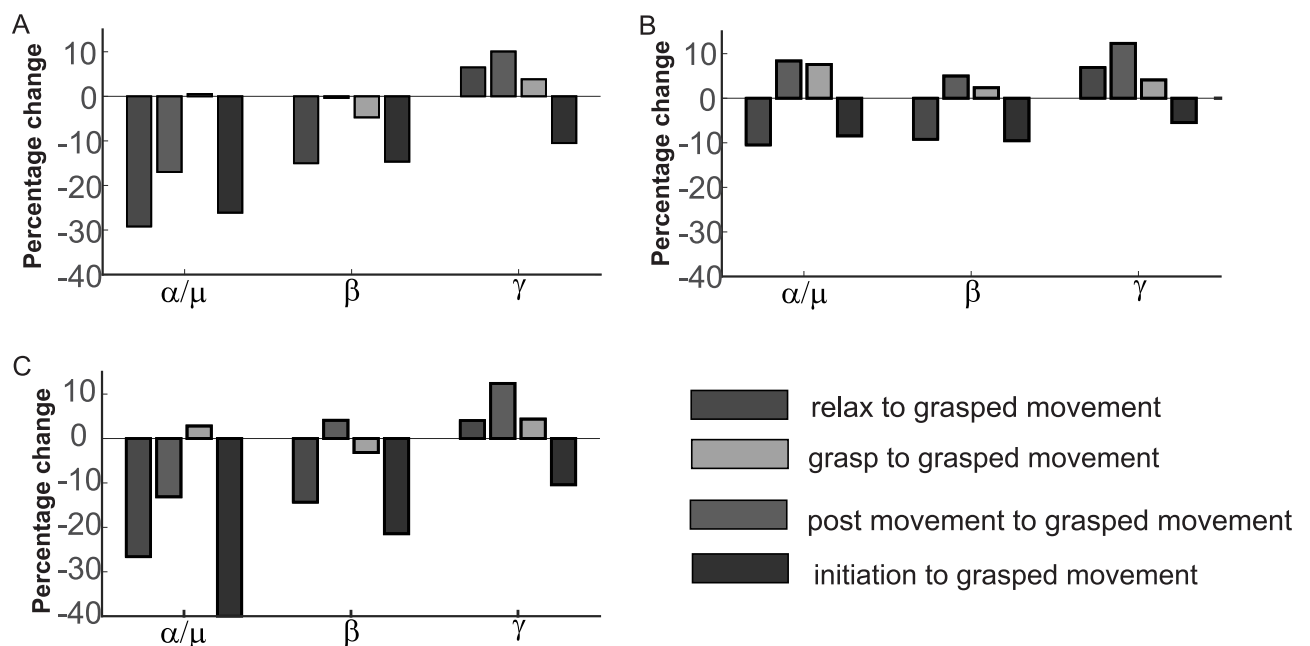 A
Percentage change
10
0
-10
-20
-30
-40
α/μ
β
γ
B
Percentage change
10
0
-10
-20
-30
-40
α/μ
β
γ
C
Percentage change
10
0
-10
-20
-30
-40
α/μ
β
γ
relax to grasped movement
grasp to grasped movement
post movement to grasped movement
initiation to grasped movement